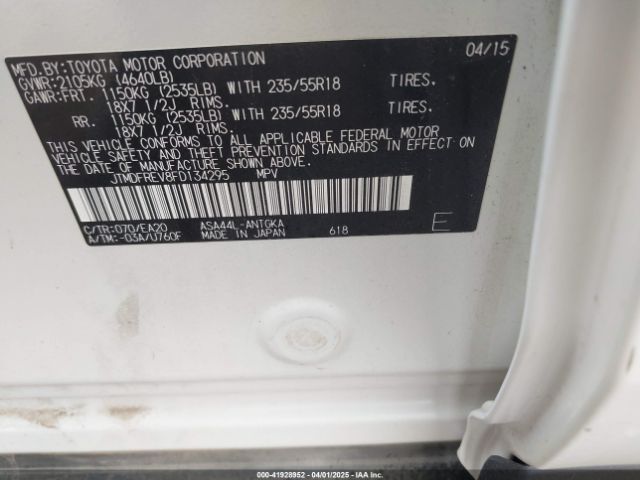 MFD.BY:TOYOTA MOTOR CORPORATION 04/15
GVWR:2105KG (4640LB)
GAWR:FRT. 1150KG (2535LB) WITH 235/55R18 TIRES.
18X7 1/2J RIMS.
RR. 1150KG (2535LB) WITH 235/55R18 TIRES.
18X7 1/2J RIMS.
THIS VEHICLE CONFORMS TO ALL APPLICABLE FEDERAL MOTOR
VEHICLE SAFETY AND THEFT PREVENTION STANDARDS IN EFFECT ON
THE DATE OF MANUFACTURE SHOWN ABOVE.
JTMDFREV8FD134295 MPV
C/TR:070/EA20 ASA44L-ANTGKA
A/TM:-03A/U760F MADE IN JAPAN 618 E
000-41928952 - 04/01/2025 - IAAI, INC.